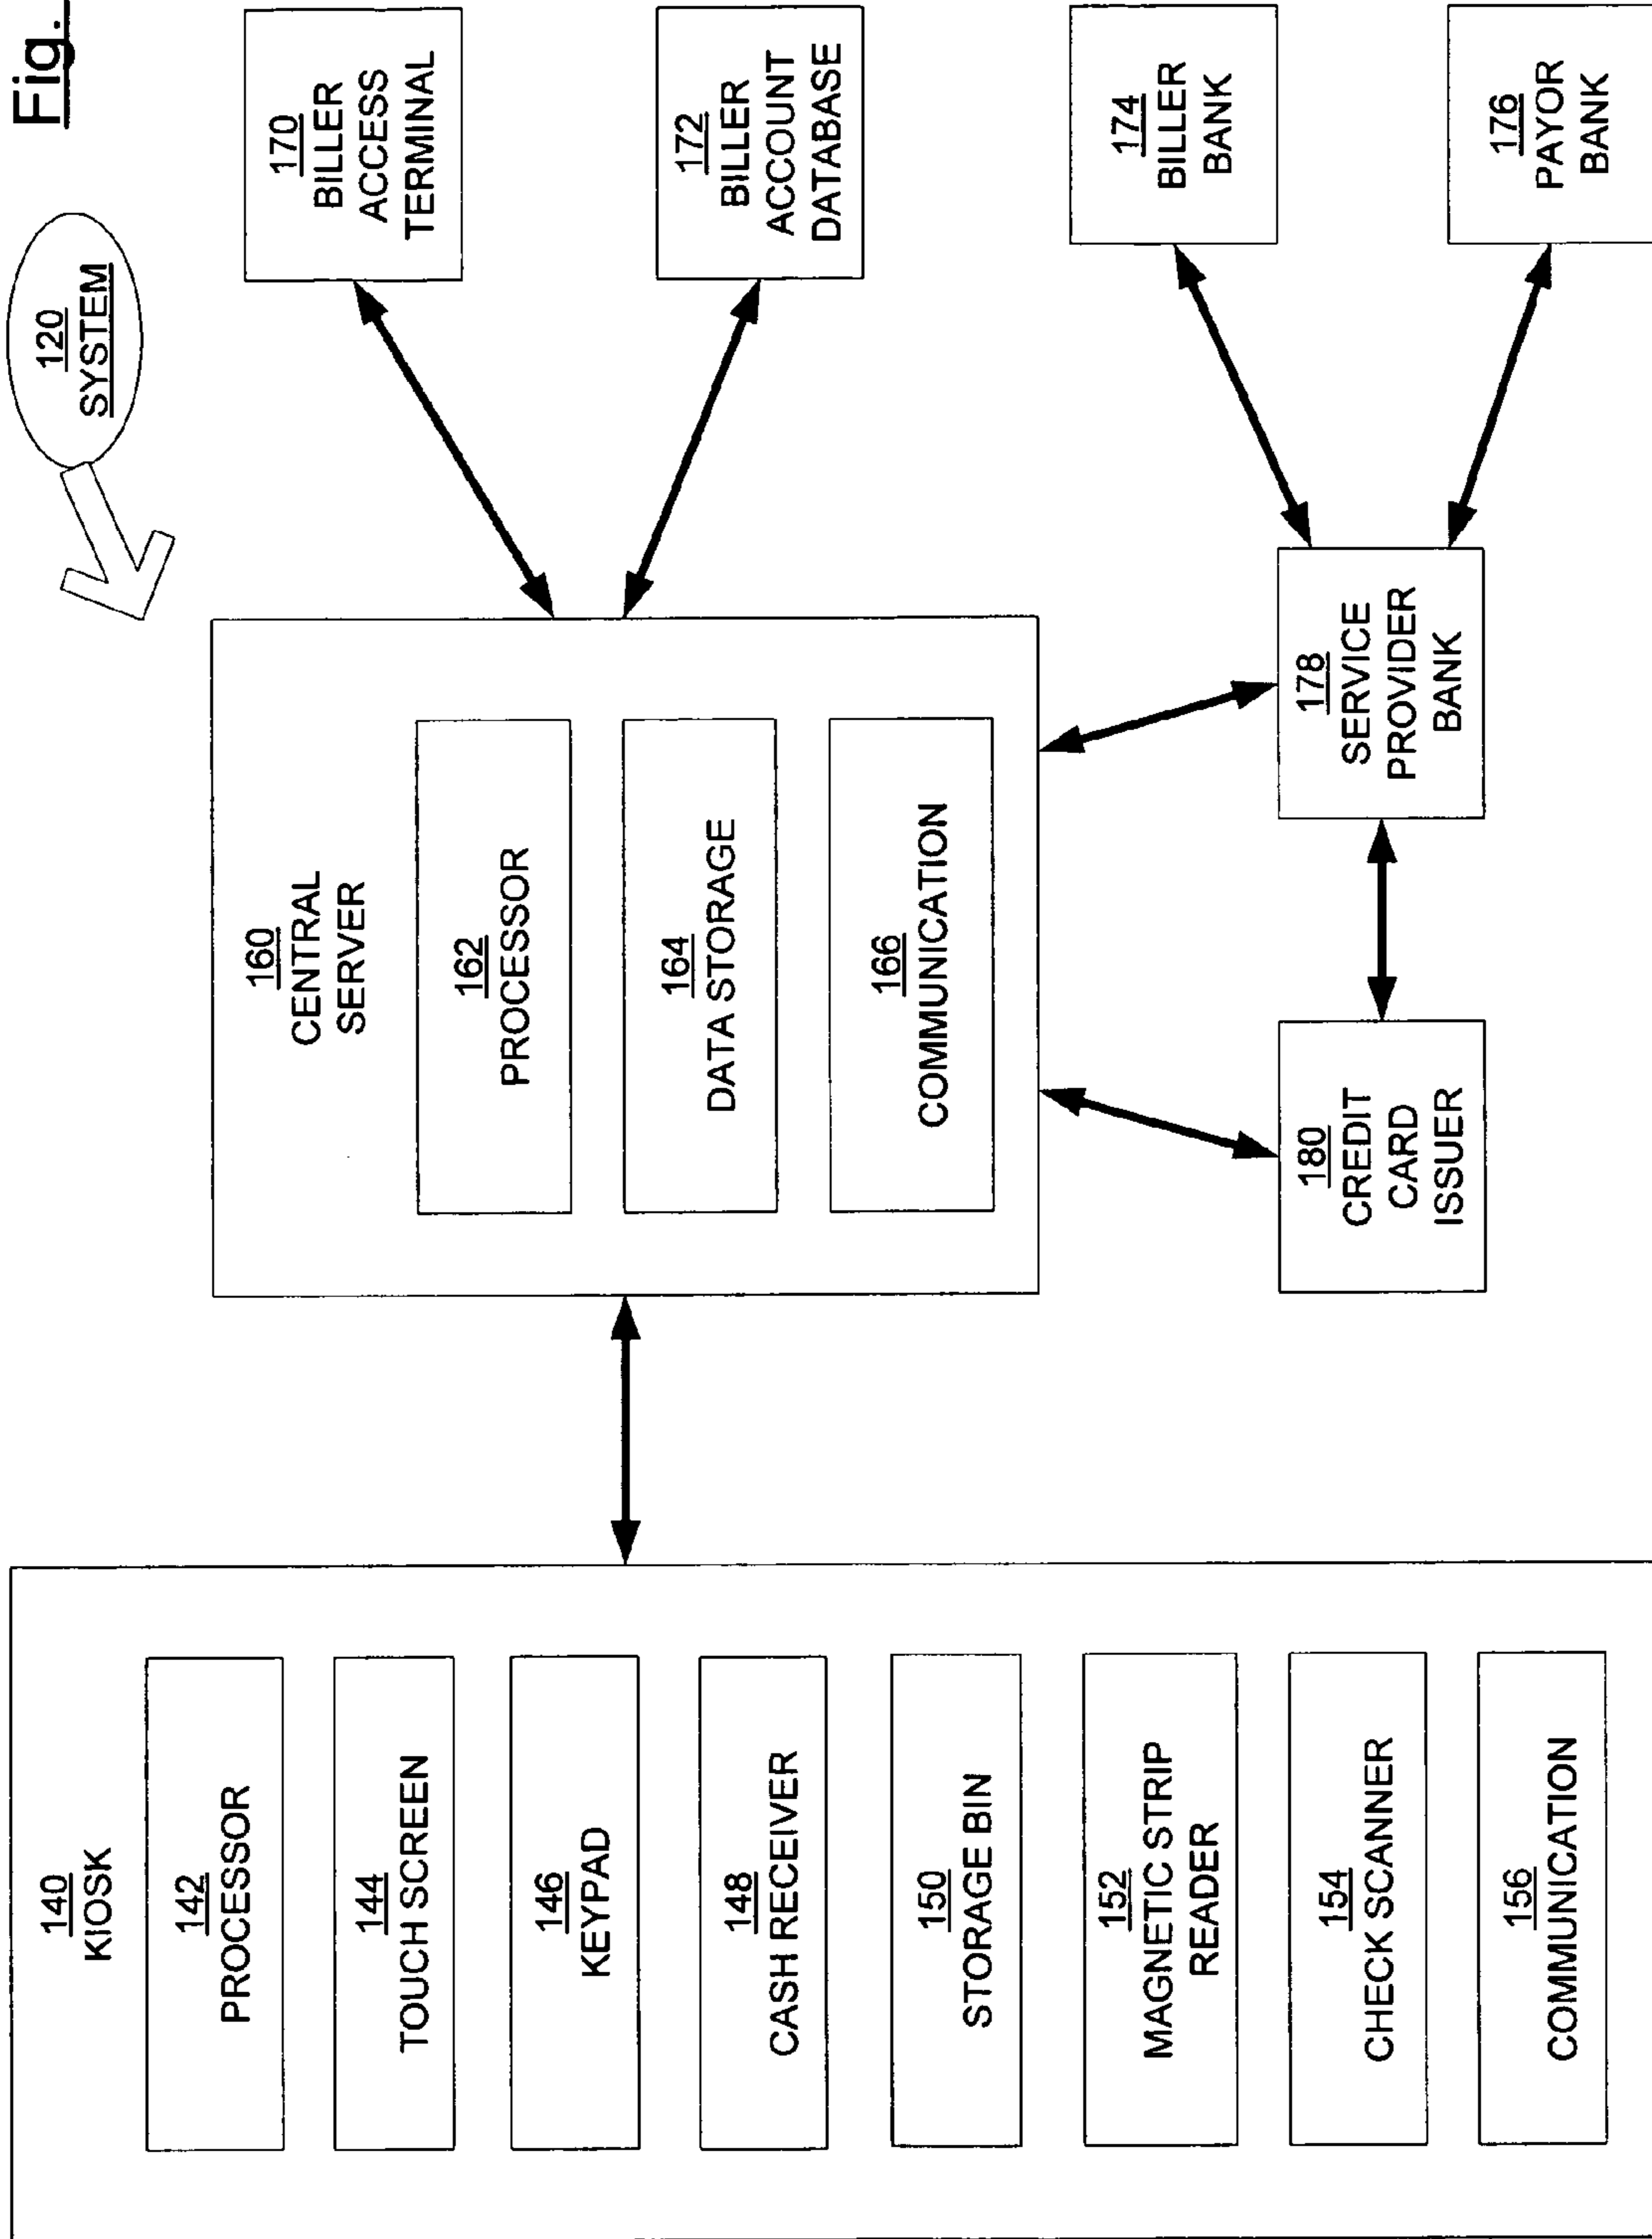 Fig.
120
SYSTEM
140
KIOSK
142
PROCESSOR
144
TOUCH SCREEN
146
KEYPAD
148
CASH RECEIVER
150
STORAGE BIN
152
MAGNETIC STRIP
READER
154
CHECK SCANNER
156
COMMUNICATION
160
CENTRAL
SERVER
162
PROCESSOR
164
DATA STORAGE
166
COMMUNICATION
180
CREDIT
CARD
ISSUER
178
SERVICE
PROVIDER
BANK
170
BILLER
ACCESS
TERMINAL
172
BILLER
ACCOUNT
DATABASE
174
BILLER
BANK
176
PAYOR
BANK